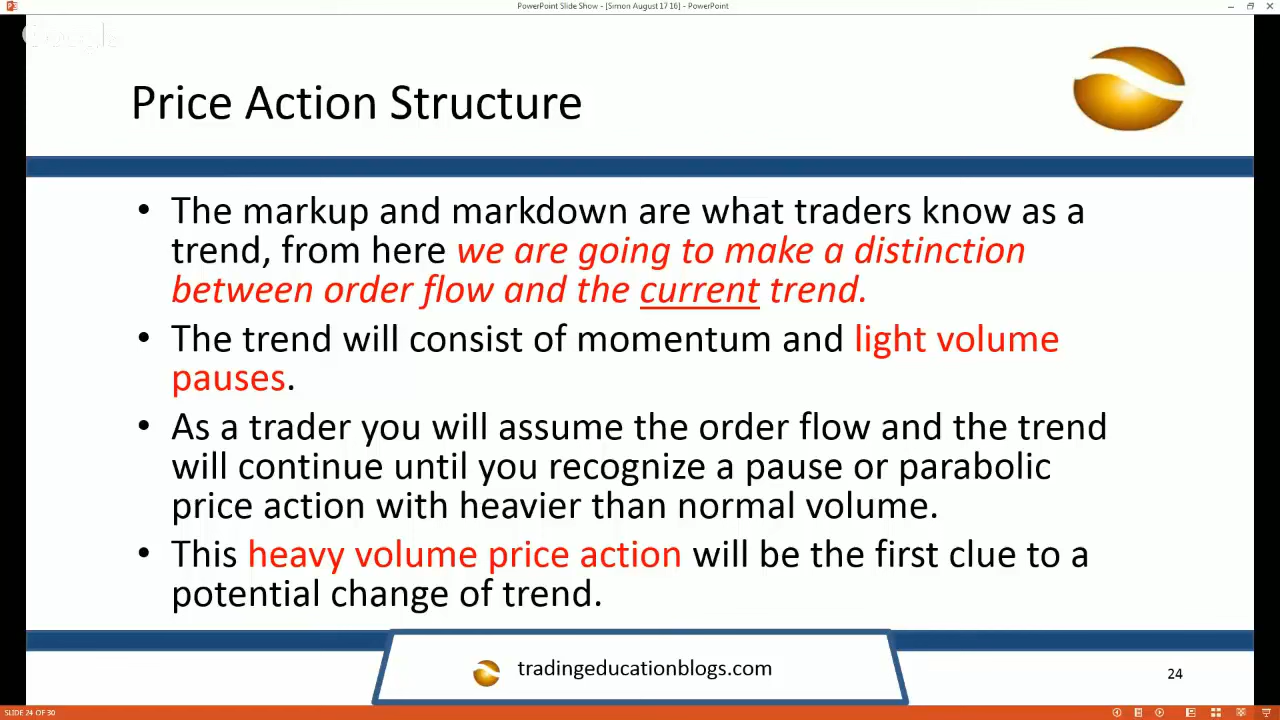 PowerPoint Slide Show - [Simon August 17 16] - PowerPoint
Price Action Structure
• The markup and markdown are what traders know as a
trend, from here we are going to make a distinction
between order flow and the current trend.
• The trend will consist of momentum and light volume
pauses.
• As a trader you will assume the order flow and the trend
will continue until you recognize a pause or parabolic
price action with heavier than normal volume.
• This heavy volume price action will be the first clue to a
potential change of trend.
tradingeducationblogs.com
24
SLIDE 24 OF 30